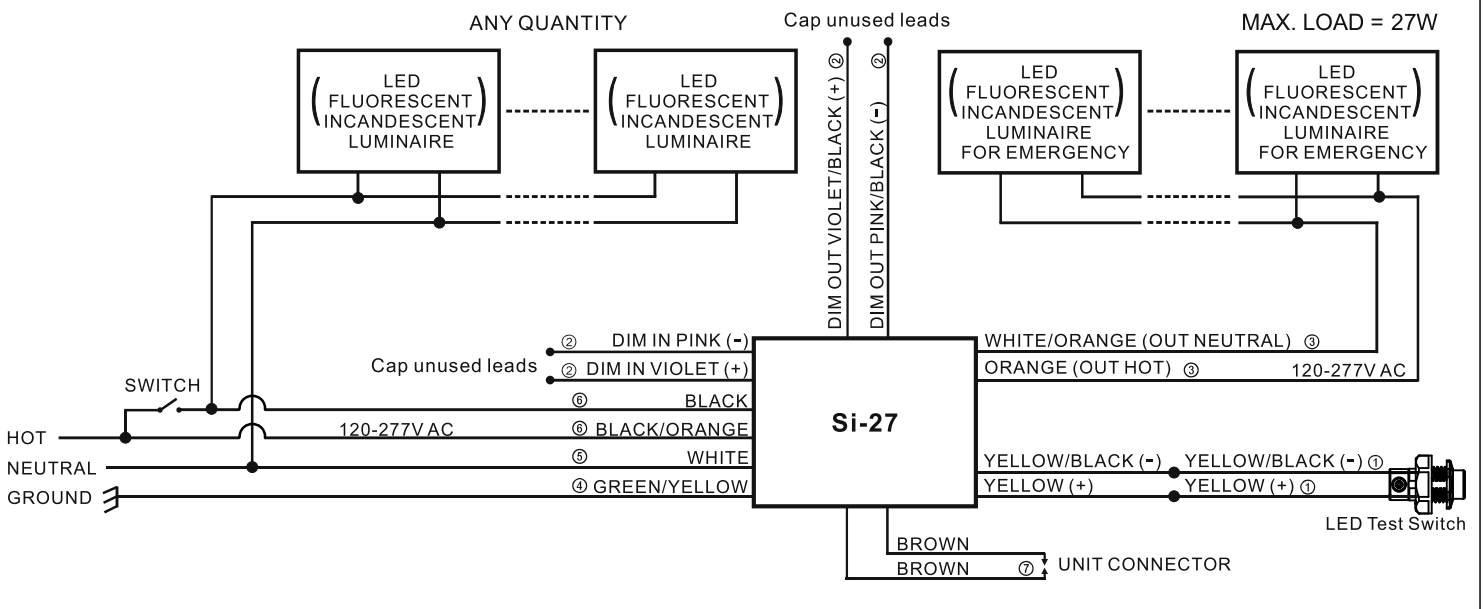 ANY QUANTITY
Cap unused leads
MAX. LOAD = 27W
LED
FLUORESCENT
INCANDESCENT
LUMINAIRE
LED
FLUORESCENT
INCANDESCENT
LUMINAIRE
DIM OUT VIOLET/BLACK (+) ②
DIM OUT PINK/BLACK (-) ②
LED
FLUORESCENT
INCANDESCENT
LUMINAIRE
FOR EMERGENCY
LED
FLUORESCENT
INCANDESCENT
LUMINAIRE
FOR EMERGENCY
Cap unused leads
② DIM IN PINK (-)
② DIM IN VIOLET (+)
SWITCH
⑥ BLACK
HOT
120-277V AC
⑥ BLACK/ORANGE
NEUTRAL
⑤ WHITE
GROUND
④ GREEN/YELLOW
Si-27
WHITE/ORANGE (OUT NEUTRAL) ③
ORANGE (OUT HOT) ③ 120-277V AC
YELLOW/BLACK (-) YELLOW/BLACK (-) ①
YELLOW (+) YELLOW (+) ①
LED Test Switch
BROWN
BROWN ⑦
UNIT CONNECTOR